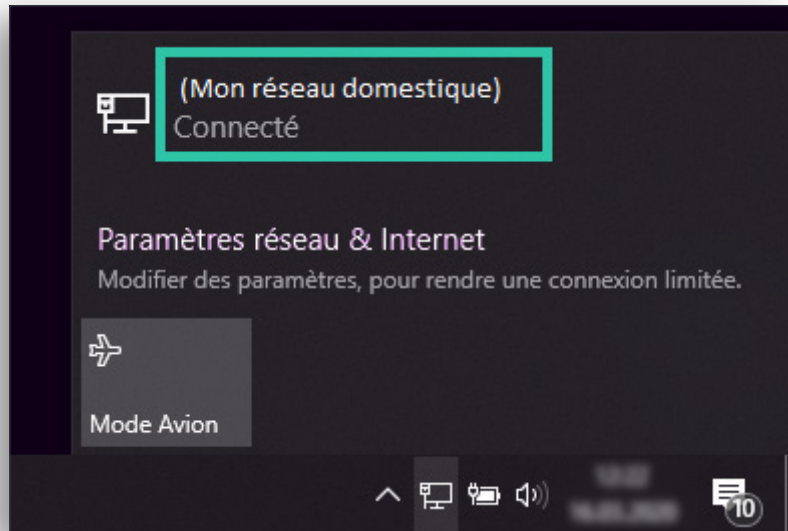 (Mon réseau domestique)
Connecté
Paramètres réseau & Internet
Modifier des paramètres, pour rendre une connexion limitée.
Mode Avion
10